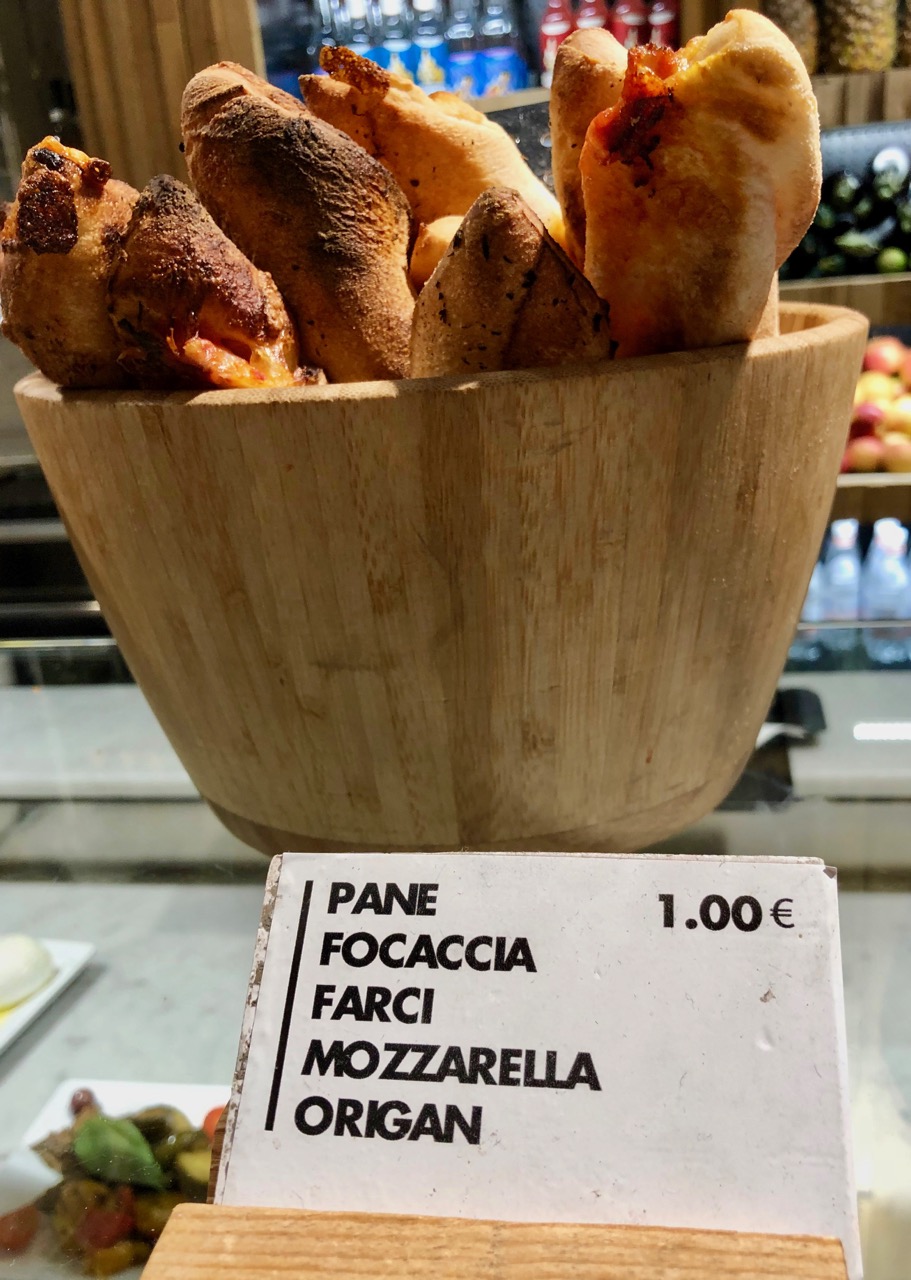 PANE 1.00€
FOCACCIA
FARCI
MOZZARELLA
ORIGAN